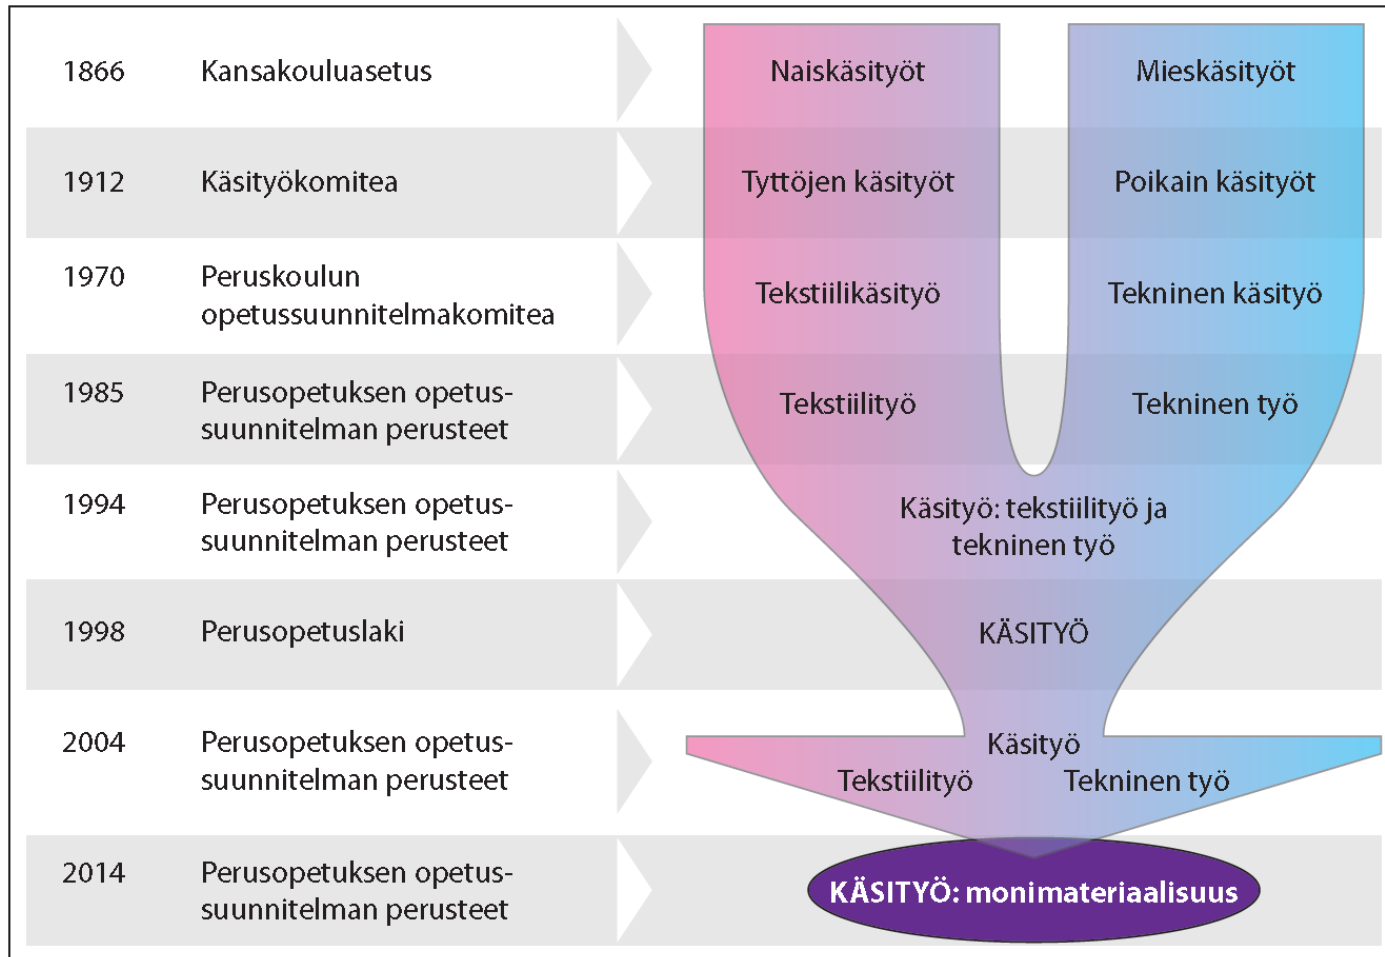 1866 Kansakouluasetus Naiskäsityöt Mieskäsityöt
1912 Käsityökomitea Tyttöjen käsityöt Poikain käsityöt
1970 Peruskoulun
opetussuunnitelmakomitea Tekstiilikäsityö Tekninen käsityö
1985 Perusopetuksen opetus-
suunnitelman perusteet Tekstiilityö Tekninen työ
1994 Perusopetuksen opetus-
suunnitelman perusteet
Käsityö: tekstiilityö ja
tekninen työ
1998 Perusopetuslaki KÄSITYÖ
2004 Perusopetuksen opetus-
suunnitelman perusteet
Käsityö
Tekstiilityö Tekninen työ
2014 Perusopetuksen opetus-
suunnitelman perusteet
KÄSITYÖ: monimateriaalisuus